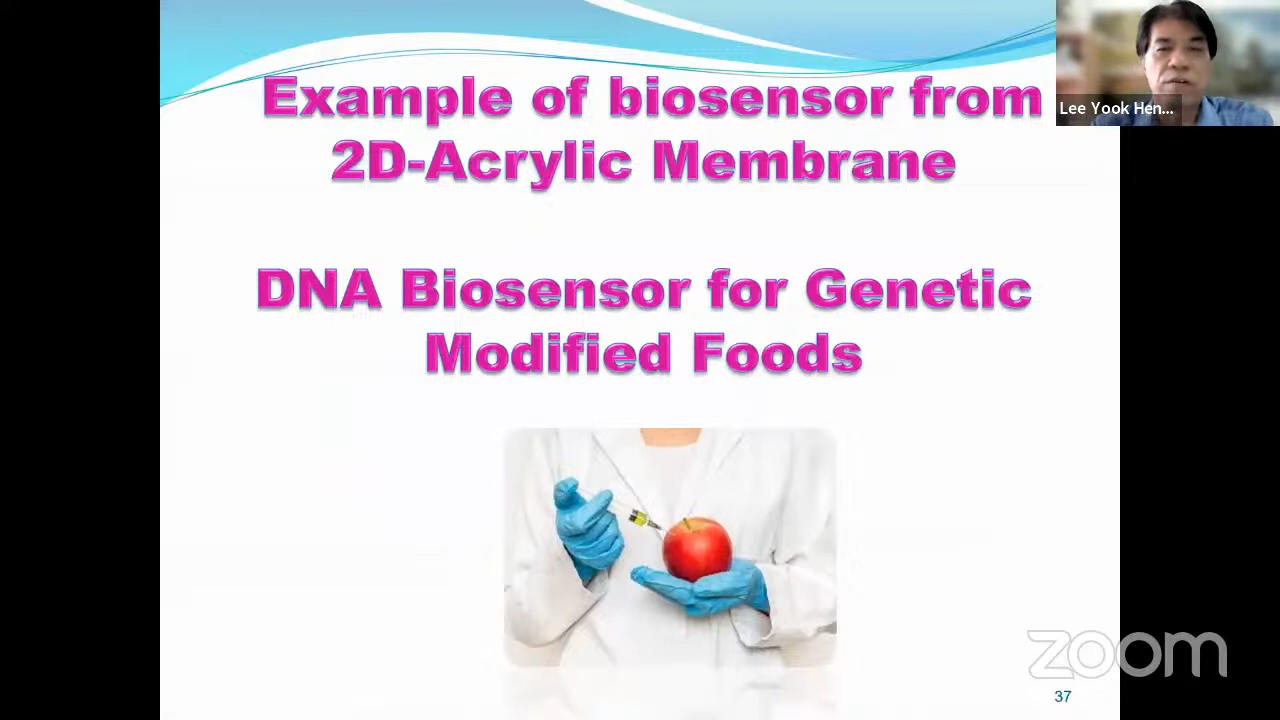 Example of biosensor from
2D-Acrylic Membrane
DNA Biosensor for Genetic
Modified Foods
Lee Yook Hen...
zoom
37